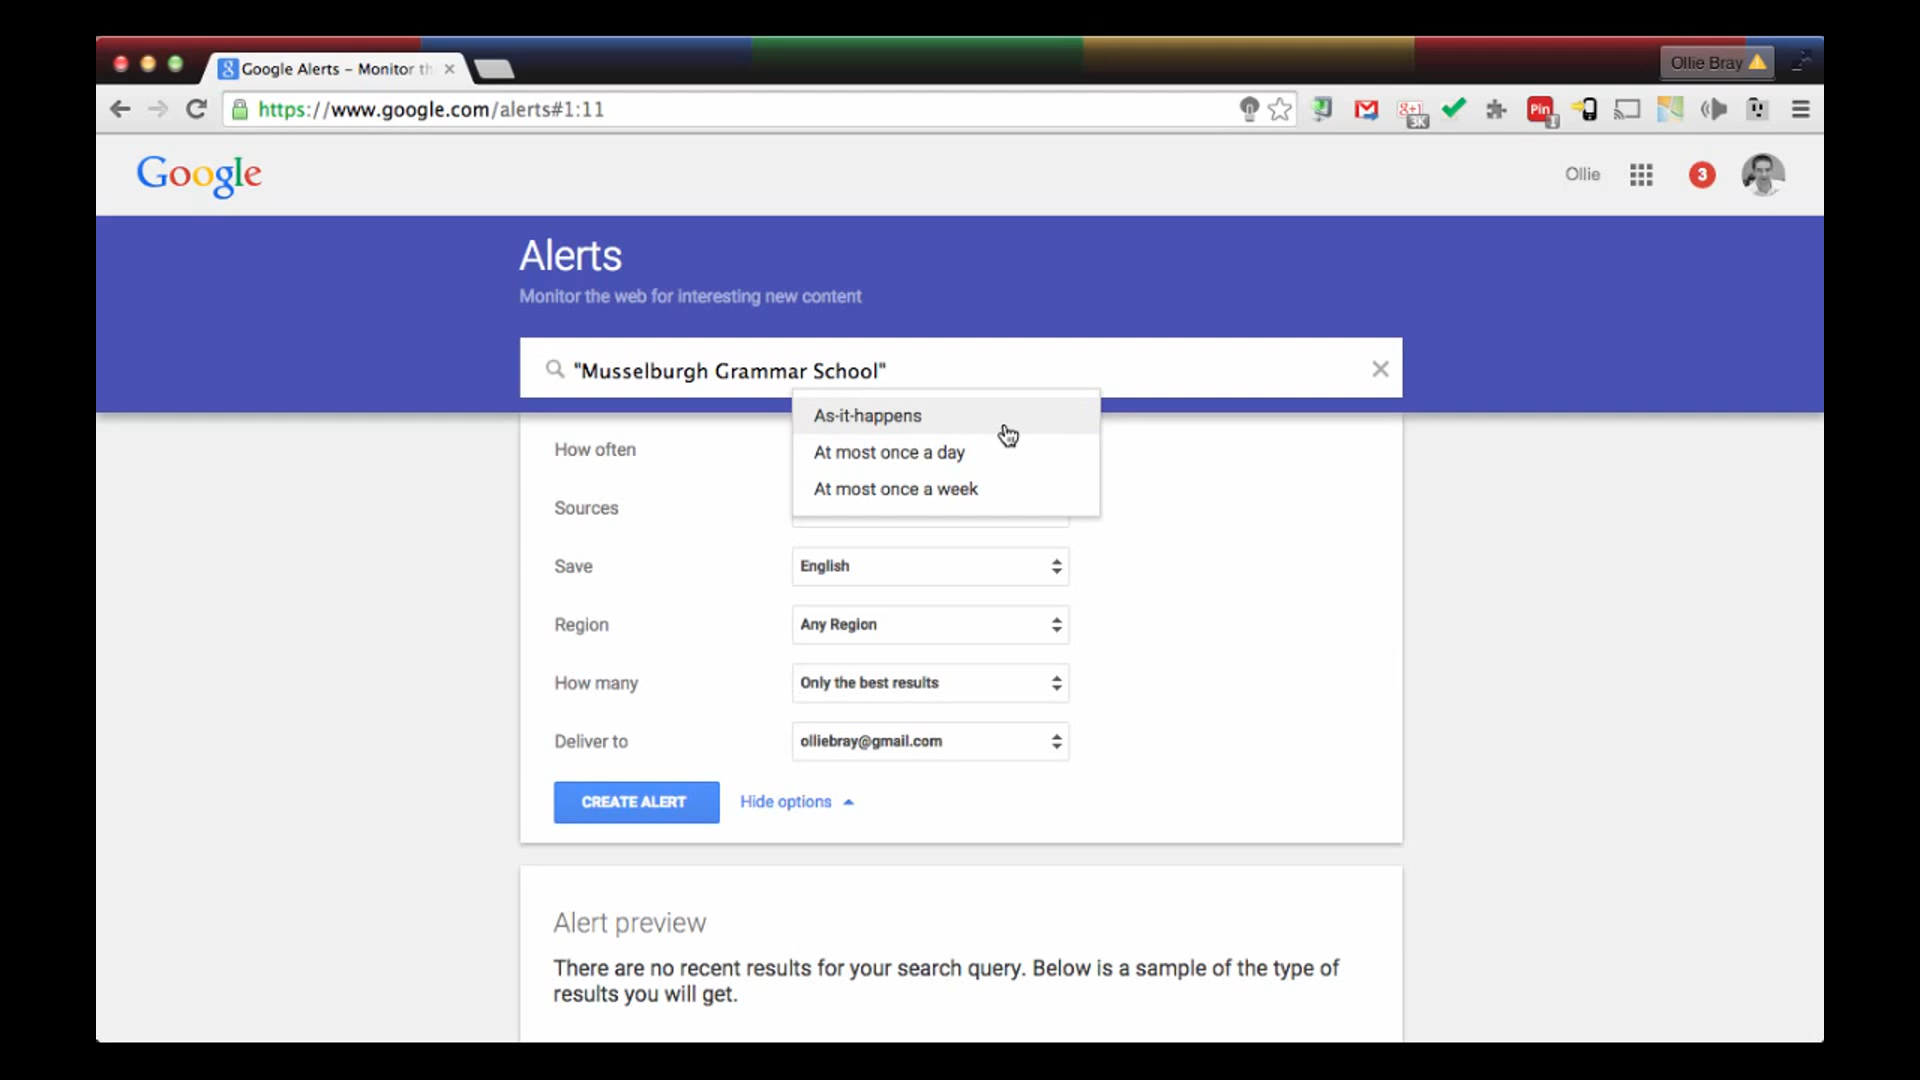 Google Alerts – Monitor th
Ollie Bray
https://www.google.com/alerts#1:11
g+1
3K
Pin
1
Google
Ollie
3
Alerts
Monitor the web for interesting new content
"Musselburgh Grammar School"
As-it-happens
How often
At most once a day
At most once a week
Sources
Save
English
Region
Any Region
How many
Only the best results
Deliver to
olliebray@gmail.com
CREATE ALERT
Hide options
Alert preview
There are no recent results for your search query. Below is a sample of the type of
results you will get.